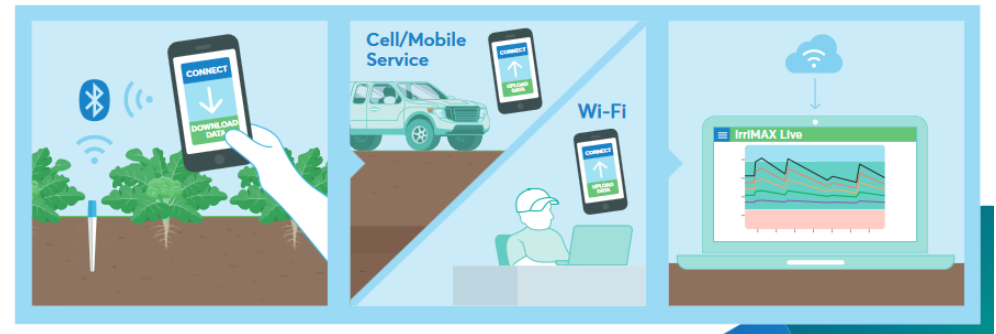 CONNECT
DOWNLOAD
DATA
Cell/Mobile
Service
CONNECT
UPLOAD
DATA
Wi-Fi
CONNECT
UPLOAD
DATA
IrriMAX Live